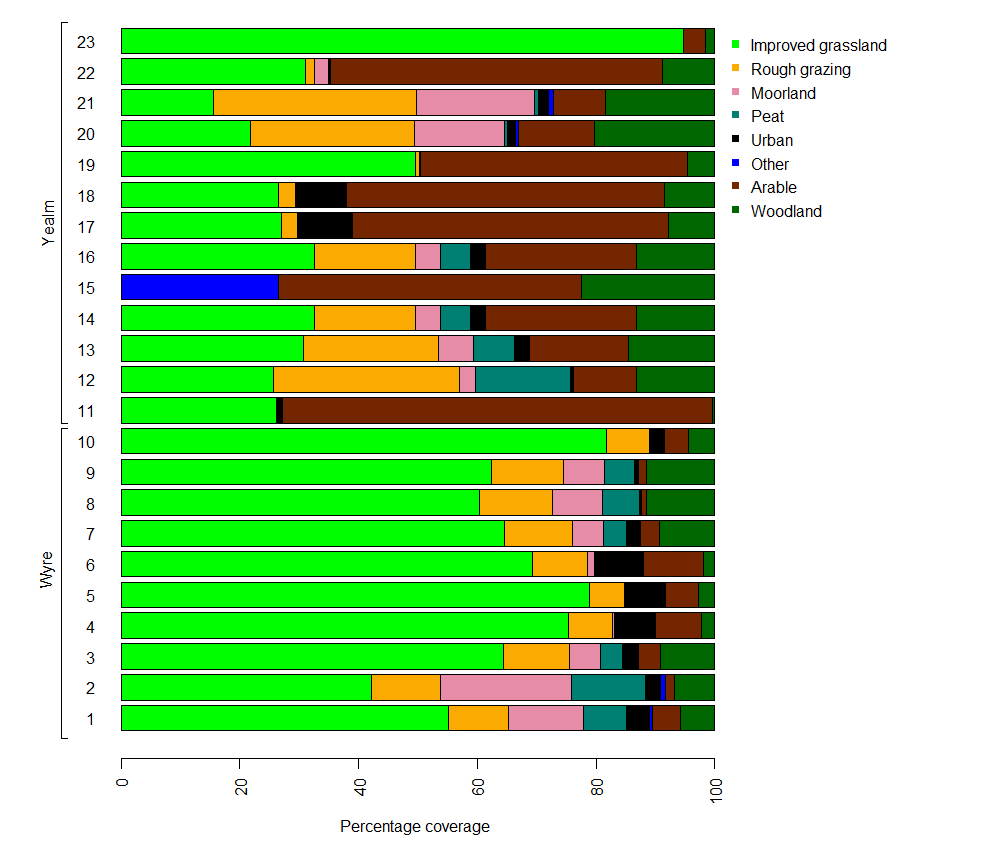 23
22
21
20
19
18
17
16
15
14
13
12
11
10
9
8
7
6
5
4
3
2
1
Yealm
Wyre
Improved grassland
Rough grazing
Moorland
Peat
Urban
Other
Arable
Woodland
0 20 40 60 80 100
Percentage coverage